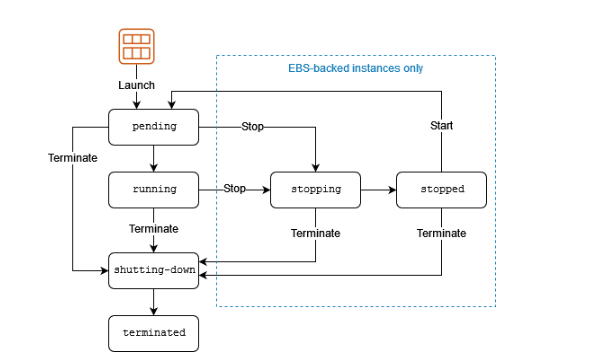 EBS-backed instances only
Launch
pending
Stop
Start
Terminate
running
Stop
stopping
stopped
Terminate
Terminate
Terminate
shutting-down
terminated